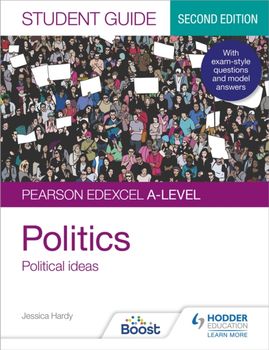 STUDENT GUIDE
SECOND EDITION
With
exam-style
questions
and model
answers
PEARSON EDEXCEL A-LEVEL
Politics
Political ideas
Jessica Hardy
Boost
HODDER
EDUCATION
LEARN MORE